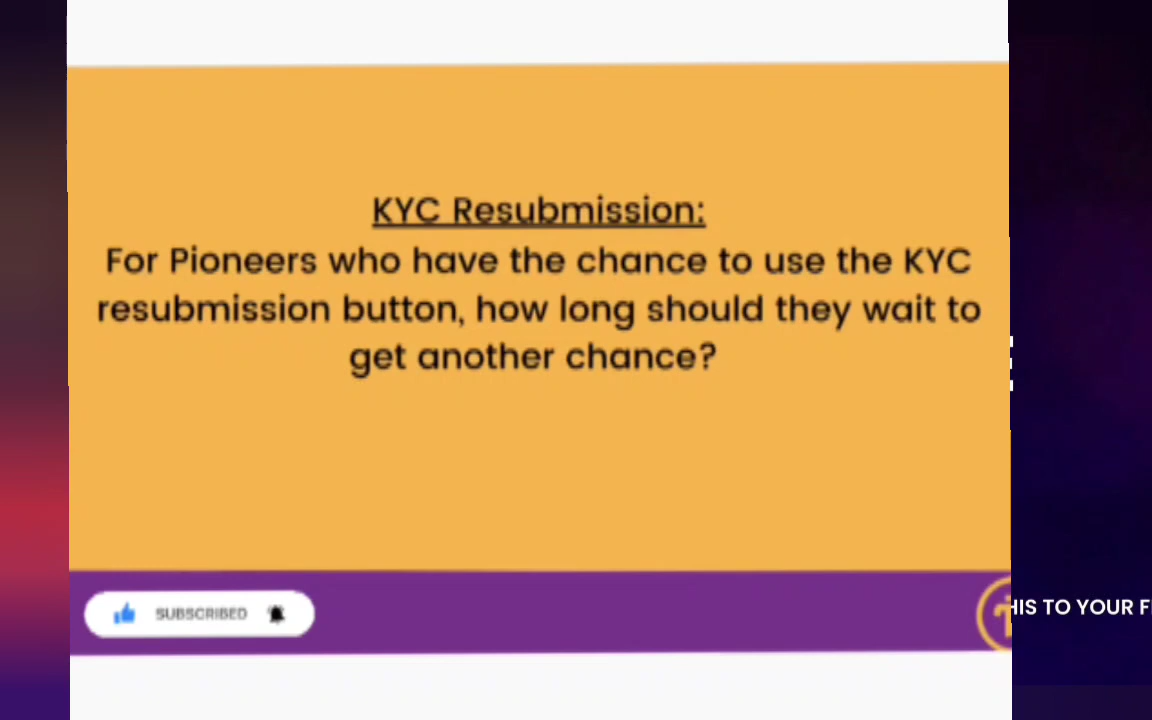 KYC Resubmission:
For Pioneers who have the chance to use the KYC
resubmission button, how long should they wait to
get another chance?
SUBSCRIBED
HIS TO YOUR F